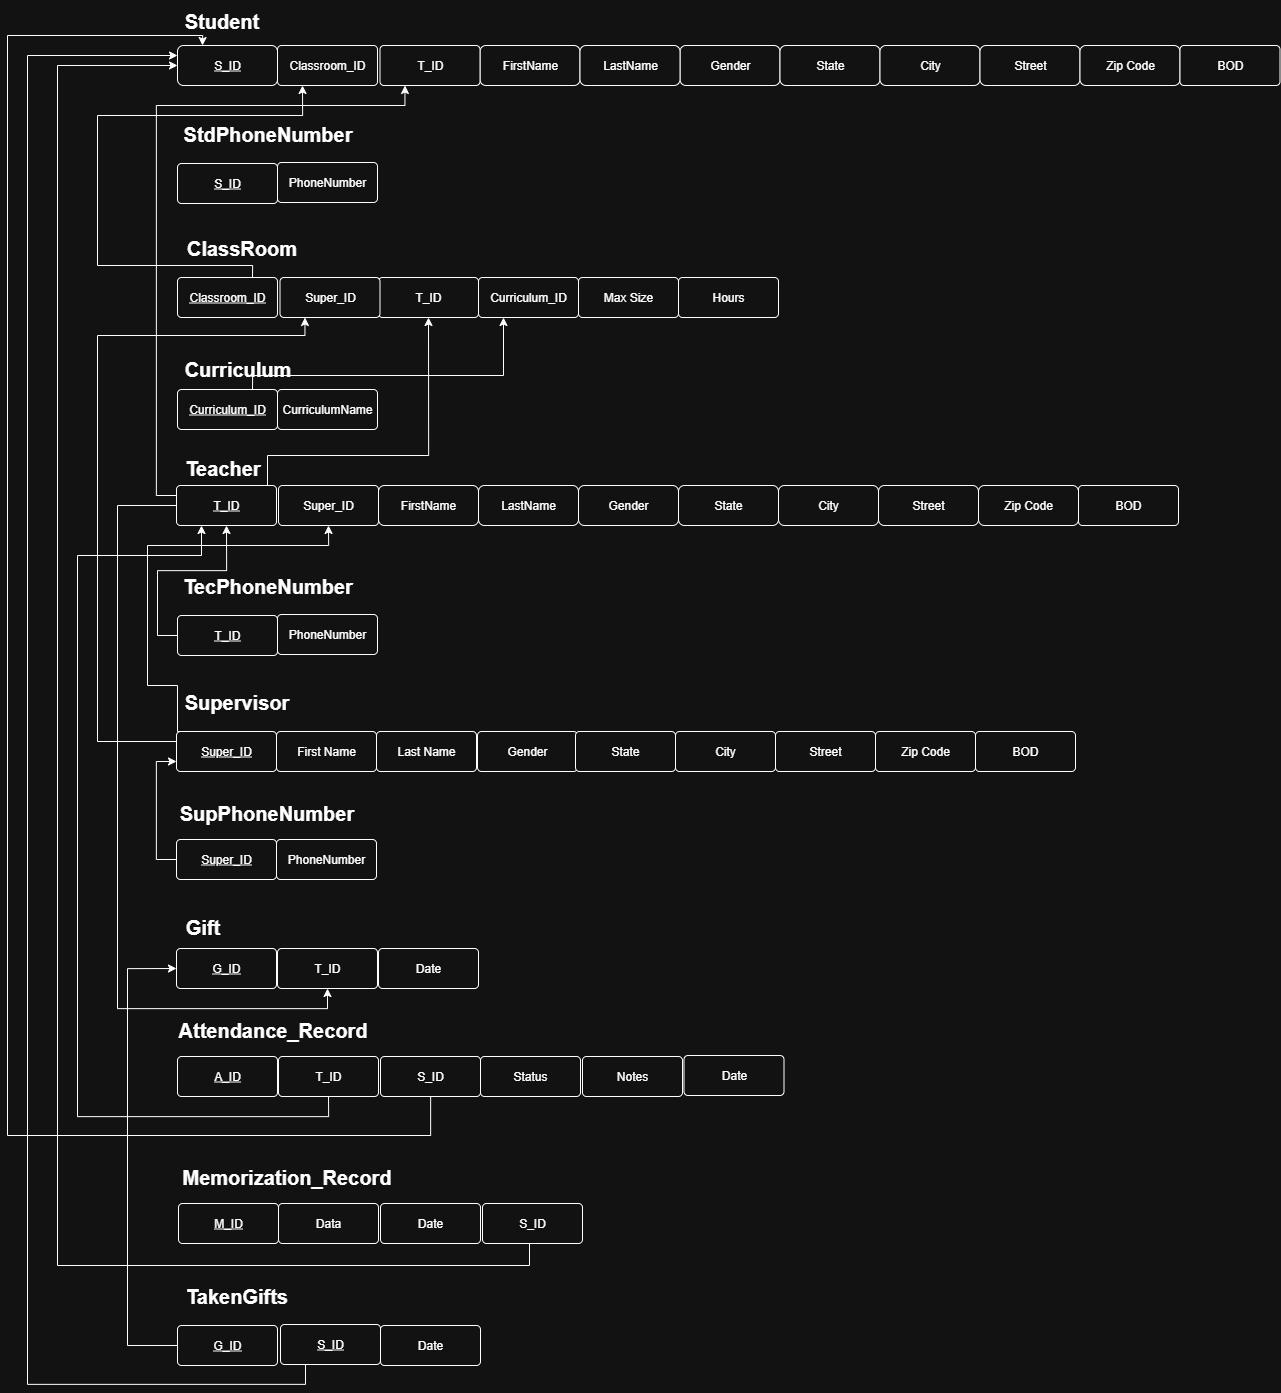 Student
S_ID Classroom_ID T_ID FirstName LastName Gender State City Street Zip Code BOD
StdPhoneNumber
S_ID PhoneNumber
ClassRoom
Classroom_ID Super_ID T_ID Curriculum_ID Max Size Hours
Curriculum
Curriculum_ID CurriculumName
Teacher
T_ID Super_ID FirstName LastName Gender State City Street Zip Code BOD
TecPhoneNumber
T_ID PhoneNumber
Supervisor
Super_ID First Name Last Name Gender State City Street Zip Code BOD
SupPhoneNumber
Super_ID PhoneNumber
Gift
G_ID T_ID Date
Attendance_Record
A_ID T_ID S_ID Status Notes Date
Memorization_Record
M_ID Data Date S_ID
TakenGifts
G_ID S_ID Date